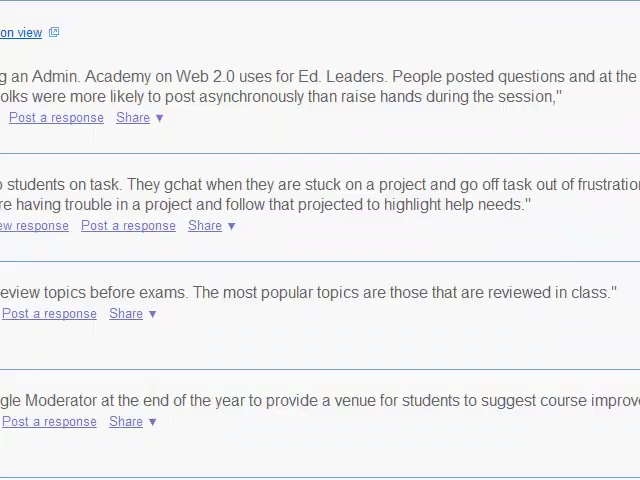 on view
g an Admin. Academy on Web 2.0 uses for Ed. Leaders. People posted questions and at the
olks were more likely to post asynchronously than raise hands during the session,"
Post a response Share ▼
o students on task. They gchat when they are stuck on a project and go off task out of frustration
re having trouble in a project and follow that projected to highlight help needs."
ew response Post a response Share ▼
eview topics before exams. The most popular topics are those that are reviewed in class."
Post a response Share ▼
gle Moderator at the end of the year to provide a venue for students to suggest course improve
Post a response Share ▼